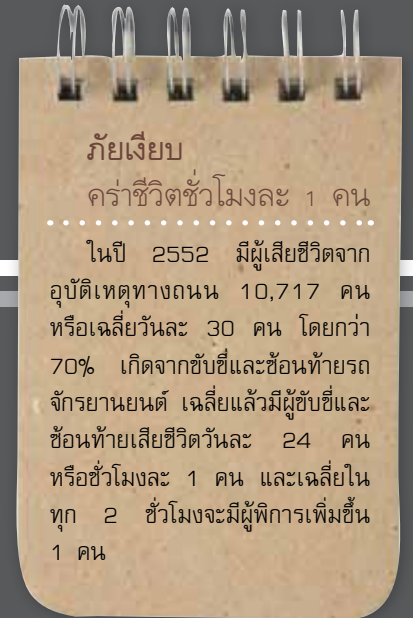 ภัยเงียบ
คร่าชีวิตชั่วโมงละ 1 คน
ในปี 2552 มีผู้เสียชีวิตจาก
อุบัติเหตุทางถนน 10,717 คน
หรือเฉลี่ยวันละ 30 คน โดยกว่า
70% เกิดจากขับขี่และซ้อนท้ายรถ
จักรยานยนต์ เฉลี่ยแล้วมีผู้ขับขี่และ
ซ้อนท้ายเสียชีวิตวันละ 24 คน
หรือชั่วโมงละ 1 คน และเฉลี่ยใน
ทุก 2 ชั่วโมงจะมีผู้พิการเพิ่มขึ้น
1 คน